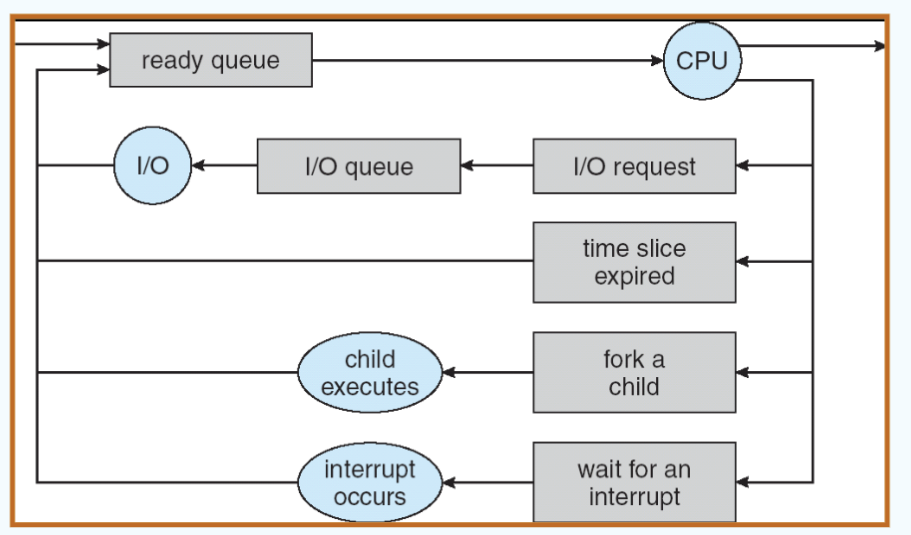 ready queue
CPU
I/O
I/O queue
I/O request
time slice
expired
child
executes
fork a
child
interrupt
occurs
wait for an
interrupt